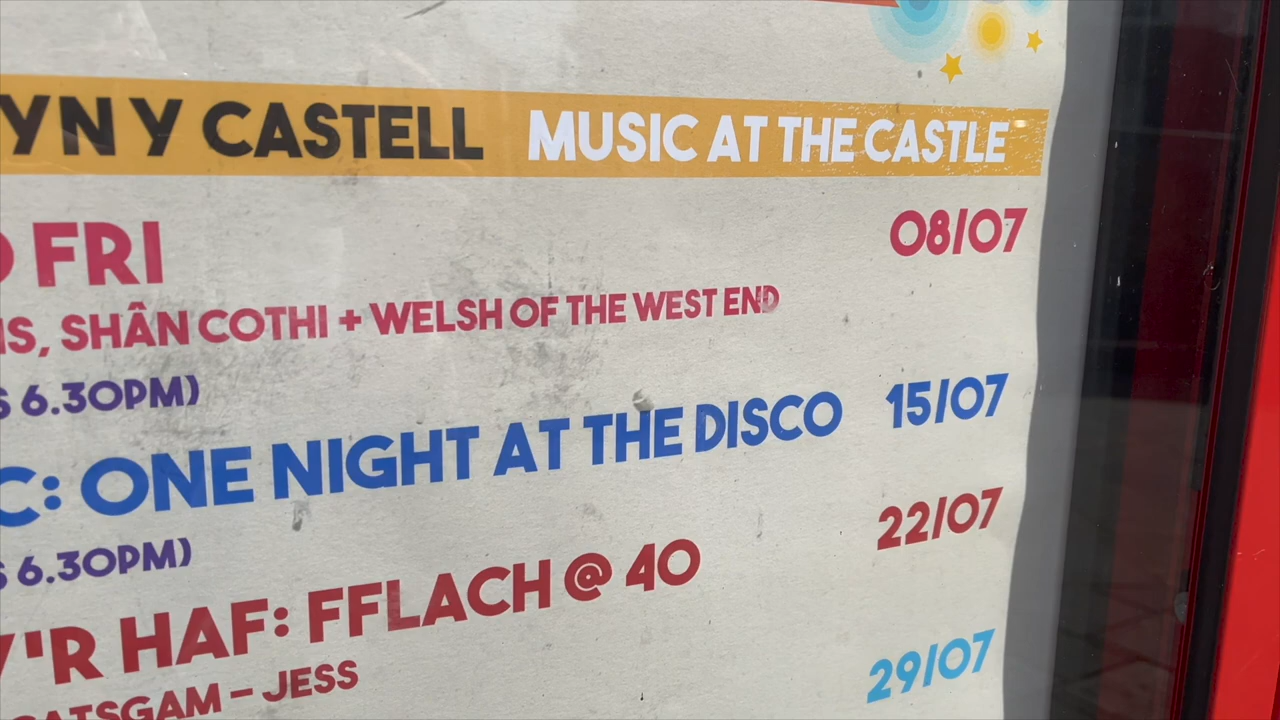 YN Y CASTELL MUSIC AT THE CASTLE
FRI 08/07
SHÂN COTHI + WELSH OF THE WEST END
6.30PM)
C: ONE NIGHT AT THE DISCO 15/07
6.30PM)
Y'R HAF: FFLACH @ 40 22/07
ATSGAM – JESS
29/07